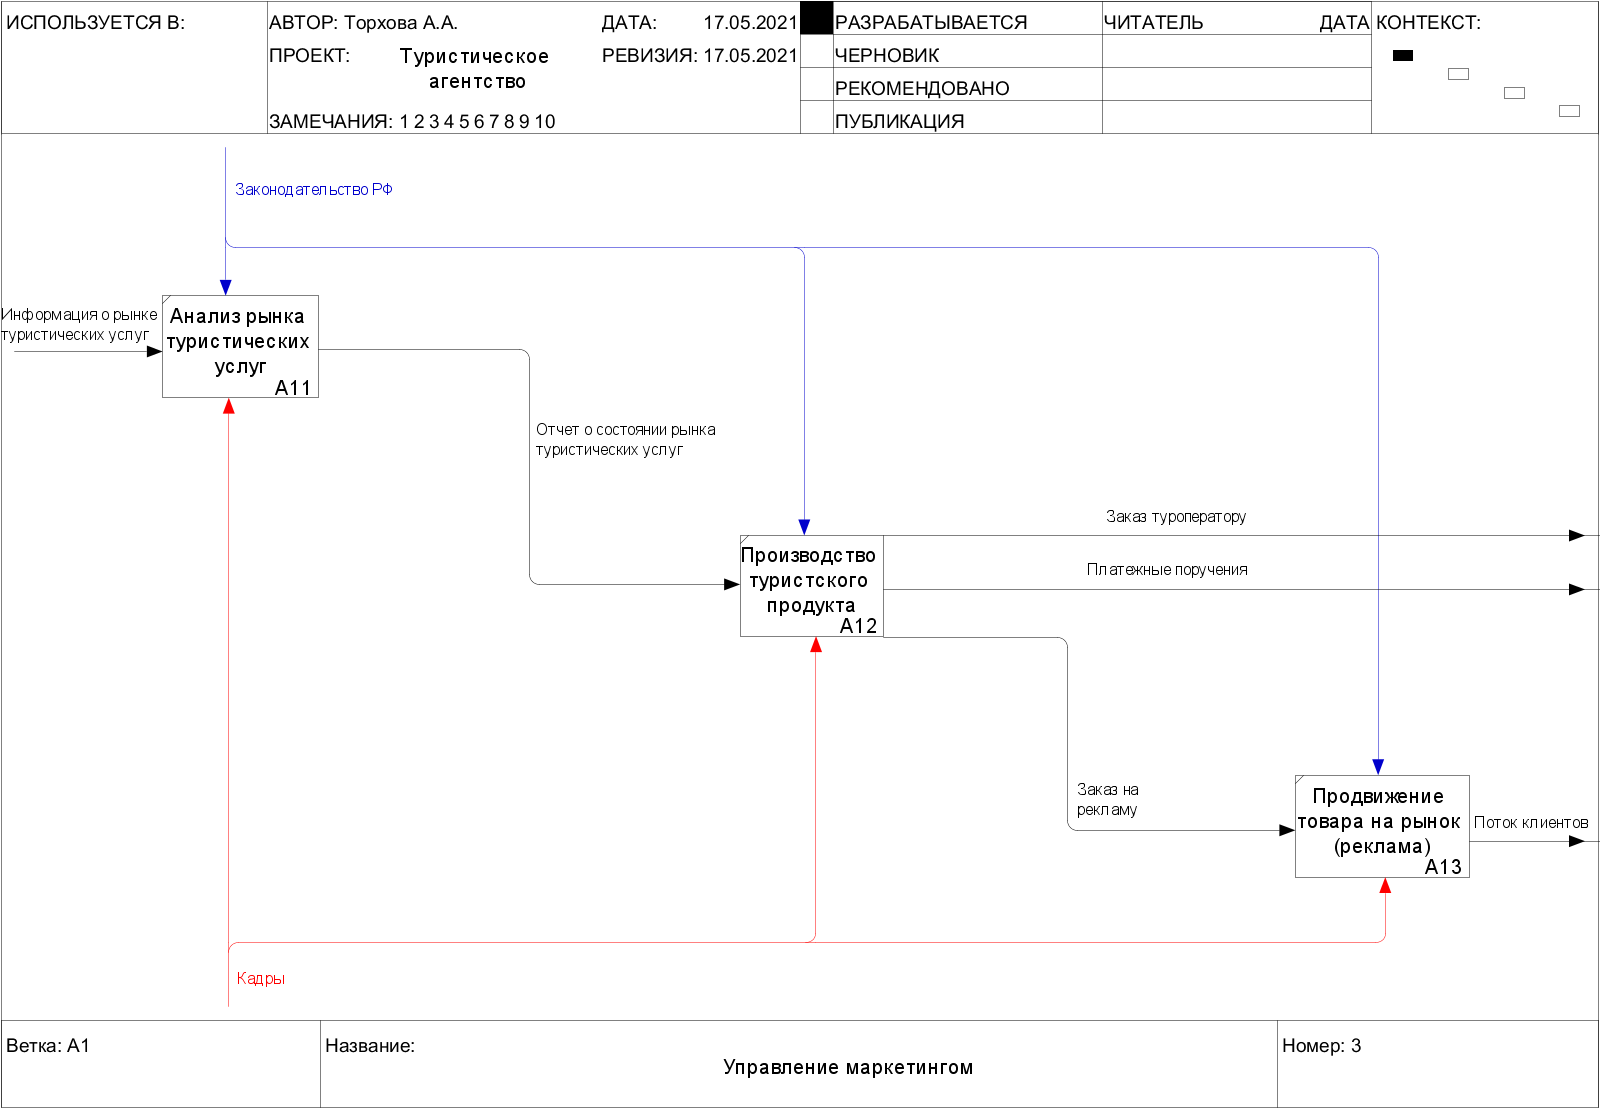 ИСПОЛЬЗУЕТСЯ В:
АВТОР: Торхова А.А.
ДАТА: 17.05.2021
ПРОЕКТ: Туристическое
агентство
РЕВИЗИЯ: 17.05.2021
ЗАМЕЧАНИЯ: 1 2 3 4 5 6 7 8 9 10
РАЗРАБАТЫВАЕТСЯ
ЧЕРНОВИК
РЕКОМЕНДОВАНО
ПУБЛИКАЦИЯ
ЧИТАТЕЛЬ ДАТА
КОНТЕКСТ:
Законодательство РФ
Информация о рынке
туристических услуг
Анализ рынка
туристических
услуг
A11
Отчет о состоянии рынка
туристических услуг
Заказ туроператору
Производство
туристского
продукта
A12
Платежные поручения
Заказ на
рекламу
Продвижение
товара на рынок
(реклама)
A13
Поток клиентов
Кадры
Ветка: A1
Название:
Управление маркетингом
Номер: 3